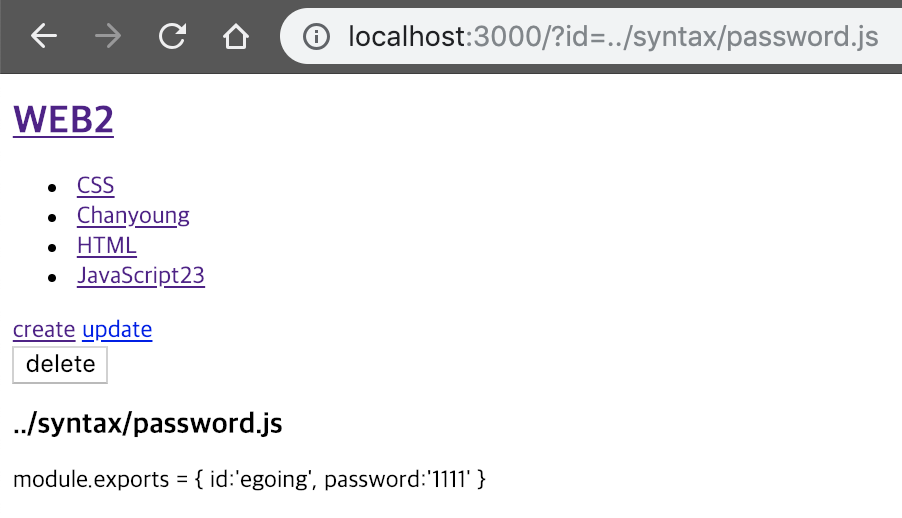 localhost:3000/?id=../syntax/password.js
WEB2
CSS
Chanyoung
HTML
JavaScript23
create update
delete
../syntax/password.js
module.exports = { id:'egoing', password:'1111' }